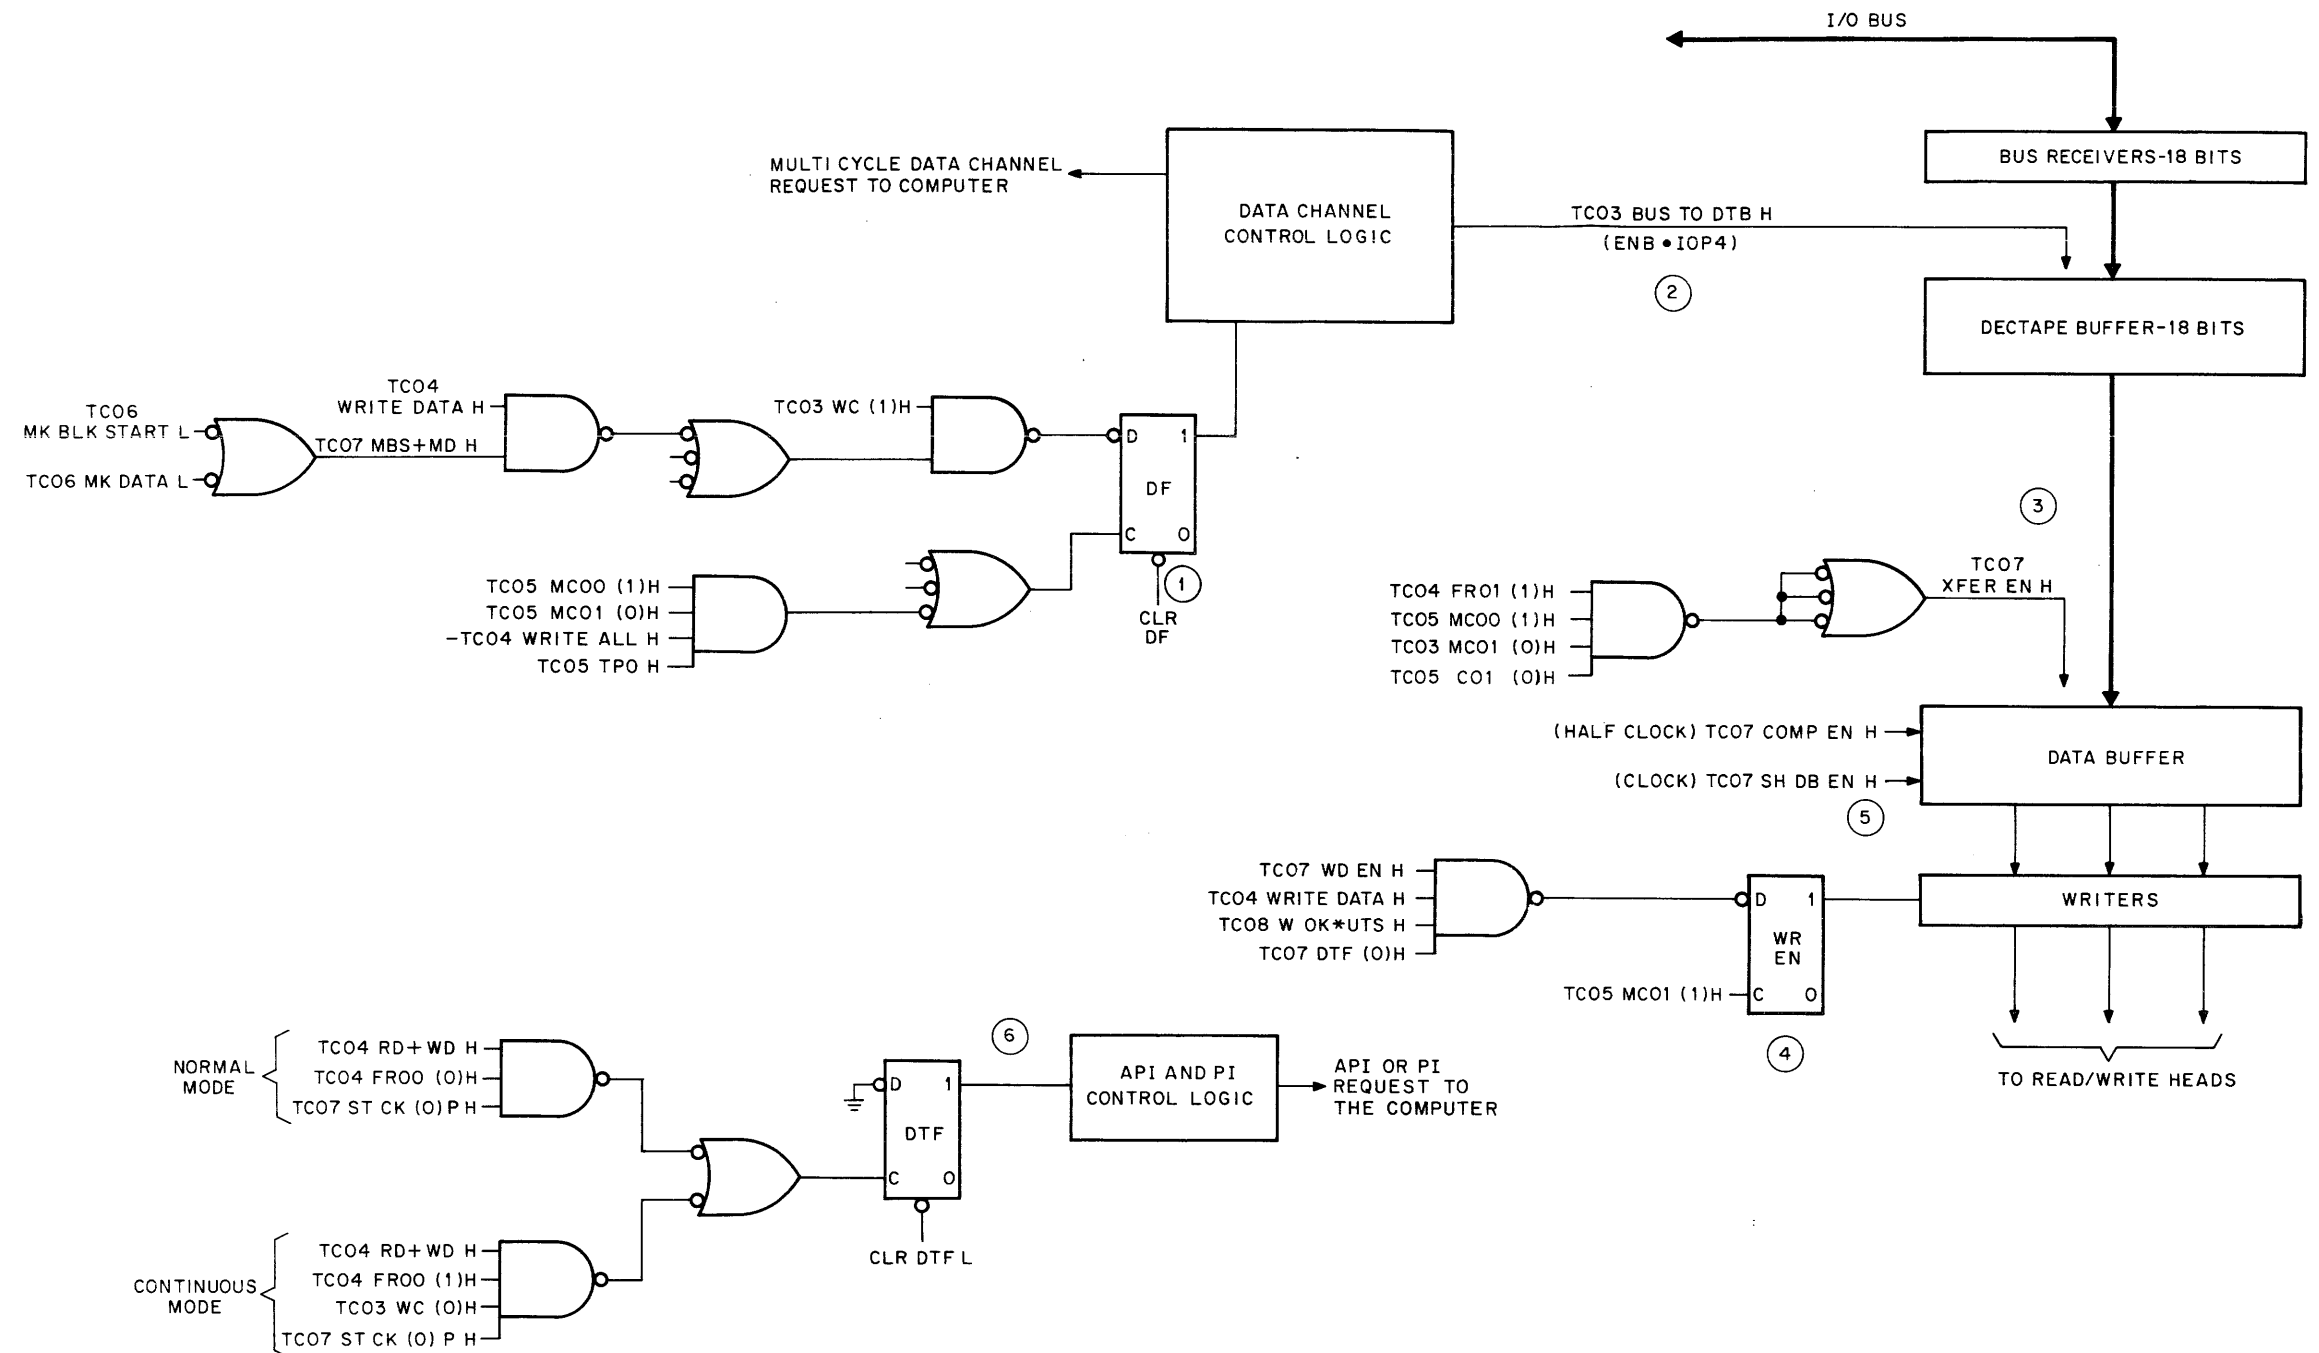 I/O BUS
BUS RECEIVERS-18 BITS
MULTI CYCLE DATA CHANNEL
REQUEST TO COMPUTER
DATA CHANNEL
CONTROL LOGIC
TC03 BUS TO DTB H
(ENB • IOP4)
2
DECTAPE BUFFER-18 BITS
TC06
MK BLK START L
TC06 MK DATA L
TC07 MBS+MD H
TC04
WRITE DATA H
TC03 WC (1)H
D 1
DF
C 0
1
CLR
DF
TC05 MC00 (1)H
TC05 MC01 (0)H
-TC04 WRITE ALL H
TC05 TP0 H
3
TC04 FR01 (1)H
TC05 MC00 (1)H
TC03 MC01 (0)H
TC05 C01 (0)H
TC07
XFER EN H
(HALF CLOCK) TC07 COMP EN H
(CLOCK) TC07 SH DB EN H
DATA BUFFER
5
TC07 WD EN H
TC04 WRITE DATA H
TC08 W OK*UTS H
TC07 DTF (0)H
D 1
WR
EN
TC05 MC01 (1)H
C 0
4
WRITERS
TO READ/WRITE HEADS
NORMAL
MODE
TC04 RD+WD H
TC04 FR00 (0)H
TC07 ST CK (0) P H
CONTINUOUS
MODE
TC04 RD+WD H
TC04 FR00 (1)H
TC03 WC (0)H
TC07 ST CK (0) P H
D 1
DTF
C 0
CLR DTF L
6
API AND PI
CONTROL LOGIC
API OR PI
REQUEST TO
THE COMPUTER